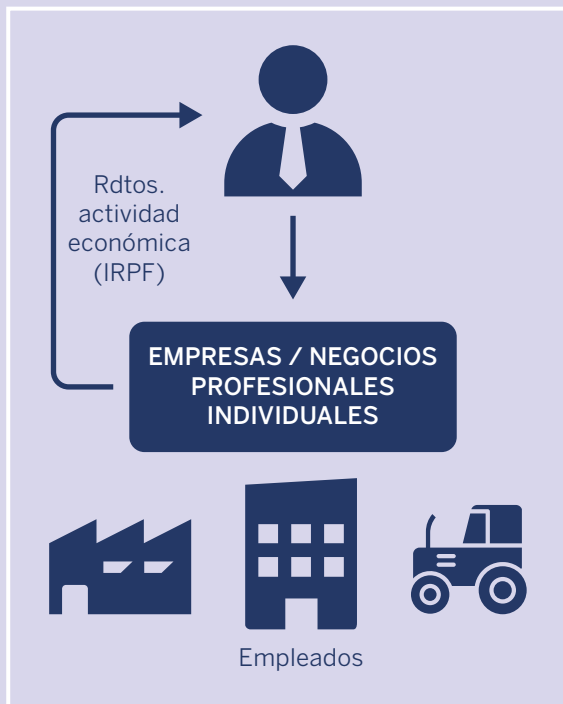 Rdtos.
actividad
económica
(IRPF)
EMPRESAS / NEGOCIOS
PROFESIONALES
INDIVIDUALES
Empleados